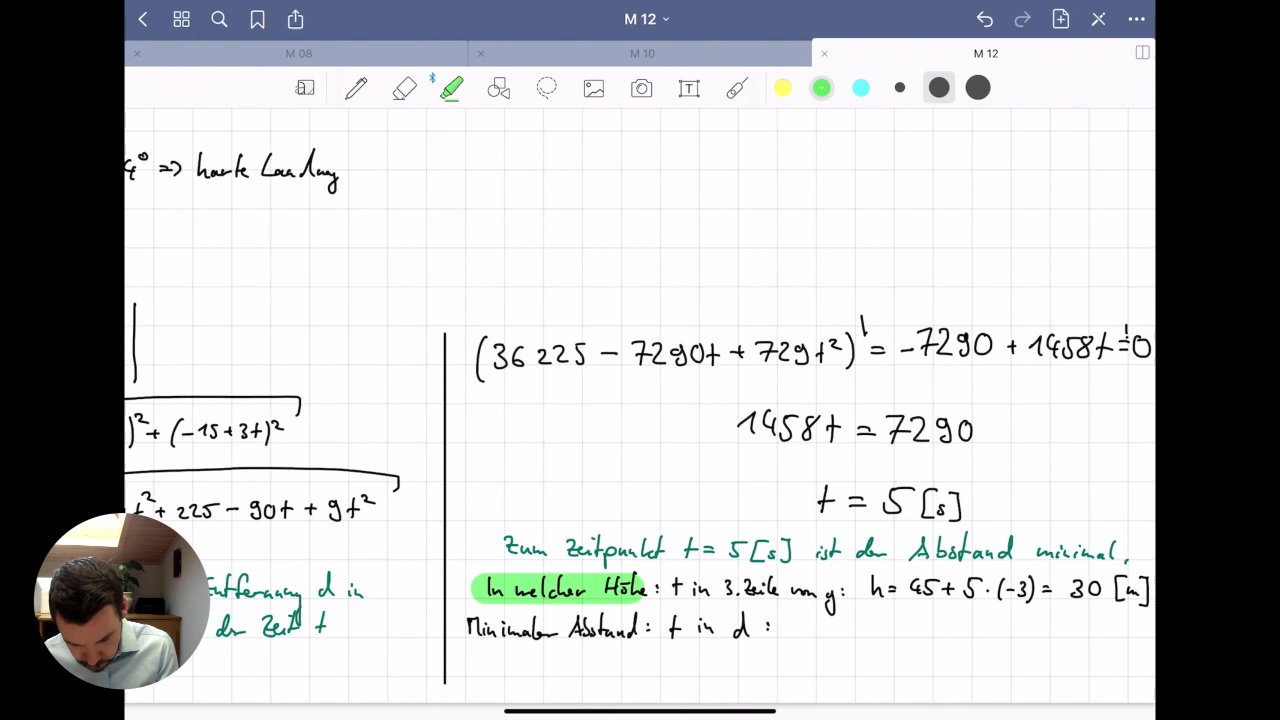 M 12
M 08
M 10
M 12
4° => harte Landung
(36 225 - 7290t + 729t²)' = -7290 + 1458t = 0
!
)² + (-15+3t)²
1458t = 7290
t² + 225 - 90t + 9t²
t = 5 [s]
Zum Zeitpunkt t = 5 [s] ist der Abstand minimal.
Entfernung d in
der Zeit t
In welcher Höhe: t in 3. Zeile von g: h = 45 + 5 · (-3) = 30 [m]
Minimaler Abstand: t in d :